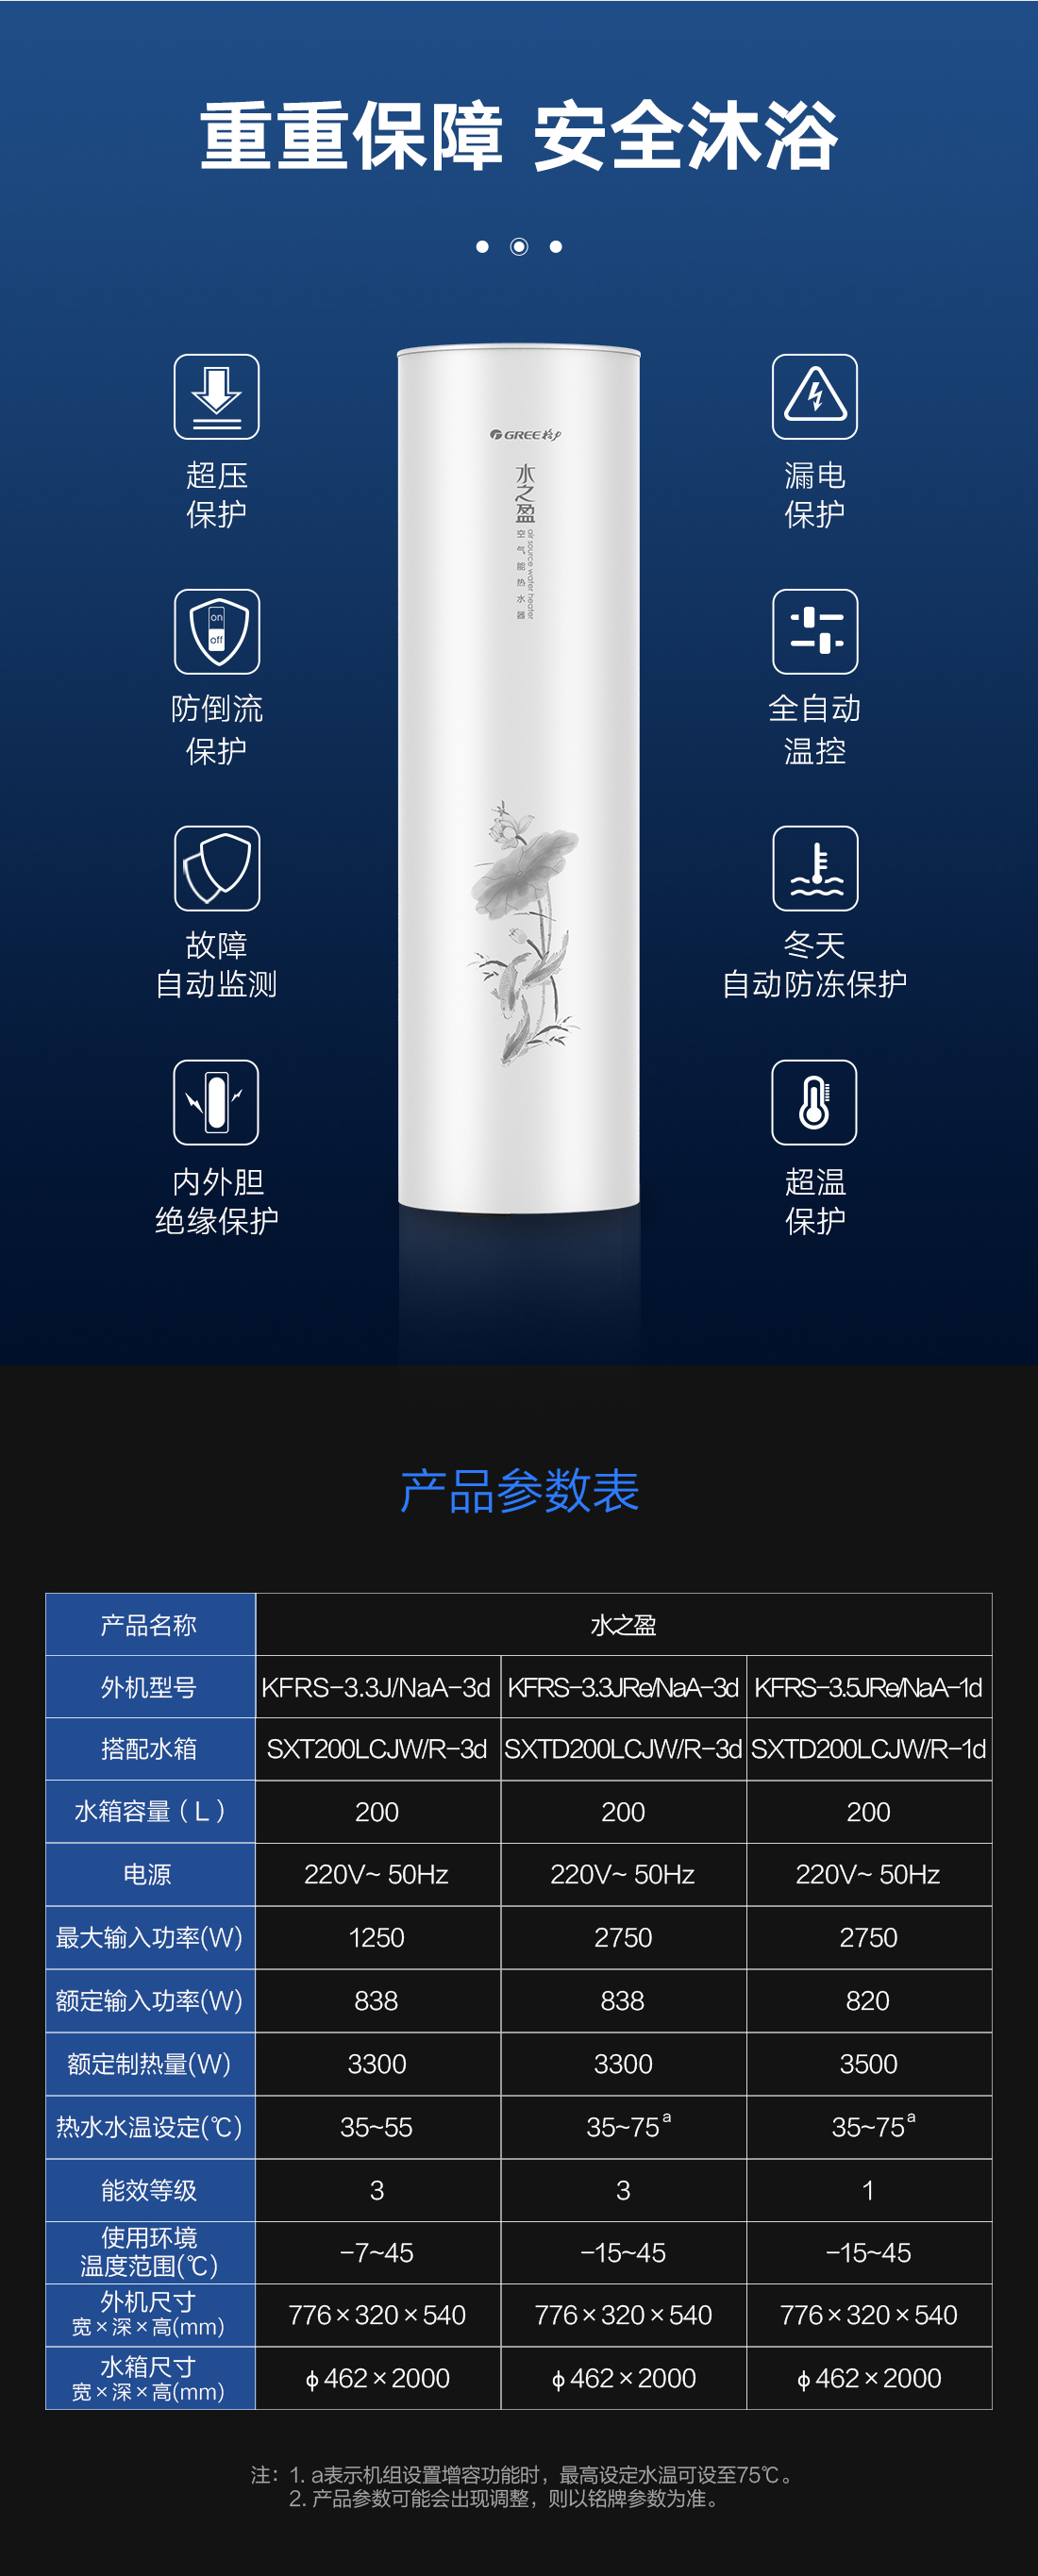 重重保障 安全沐浴
GREE格力
水之盈
空气能热水器
air source water heater
超压
保护
漏电
保护
on
off
防倒流
保护
全自动
温控
故障
自动监测
冬天
自动防冻保护
内外胆
绝缘保护
超温
保护
产品参数表
产品名称 水之盈
外机型号 KFRS-3.3J/NaA-3d KFRS-3.3JRe/NaA-3d KFRS-3.5JRe/NaA-1d
搭配水箱 SXT200LCJW/R-3d SXTD200LCJW/R-3d SXTD200LCJW/R-1d
水箱容量（L） 200 200 200
电源 220V~ 50Hz 220V~ 50Hz 220V~ 50Hz
最大输入功率(W) 1250 2750 2750
额定输入功率(W) 838 838 820
额定制热量(W) 3300 3300 3500
热水水温设定(℃) 35~55 35~75ᵃ 35~75ᵃ
能效等级 3 3 1
使用环境
温度范围(℃) -7~45 -15~45 -15~45
外机尺寸
宽×深×高(mm) 776×320×540 776×320×540 776×320×540
水箱尺寸
宽×深×高(mm) ϕ462×2000 ϕ462×2000 ϕ462×2000
注：1. a表示机组设置增容功能时，最高设定水温可设至75℃。
2. 产品参数可能会出现调整，则以铭牌参数为准。